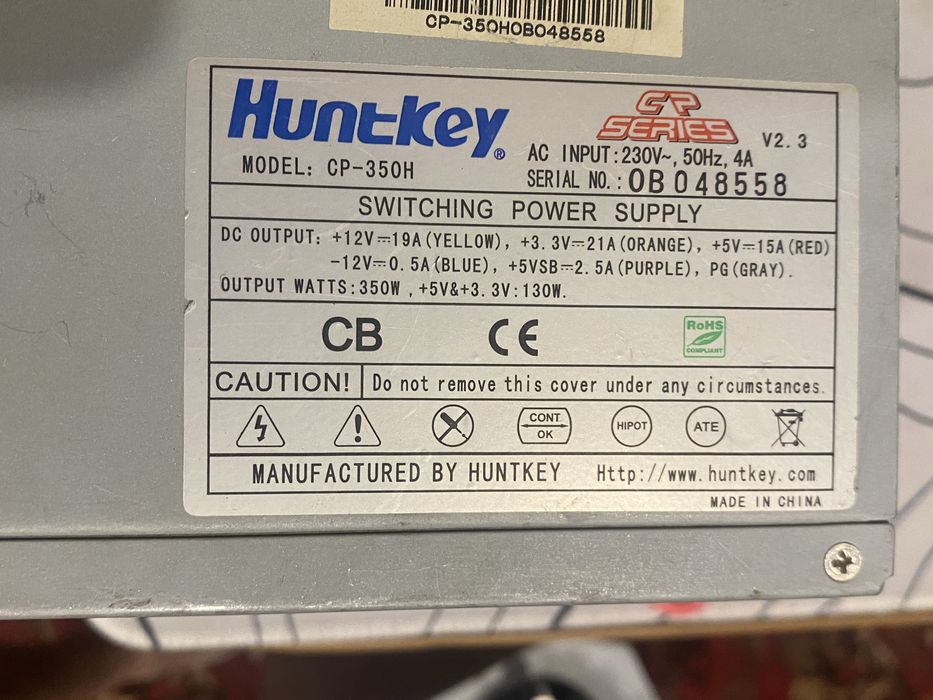 CP-350H0B048558
Huntkey®
CP SERIES V2.3
MODEL: CP-350H
AC INPUT:230V~, 50Hz, 4A
SERIAL NO.: 0B048558
SWITCHING POWER SUPPLY
DC OUTPUT: +12V⎓19A(YELLOW), +3.3V⎓21A(ORANGE), +5V⎓15A(RED)
-12V⎓0.5A(BLUE), +5VSB⎓2.5A(PURPLE), PG(GRAY).
OUTPUT WATTS:350W, +5V&+3.3V:130W.
CB CE RoHS COMPLIANT
CAUTION! Do not remove this cover under any circumstances.
CONT. OK HIPOT ATE
MANUFACTURED BY HUNTKEY Http://www.huntkey.com
MADE IN CHINA